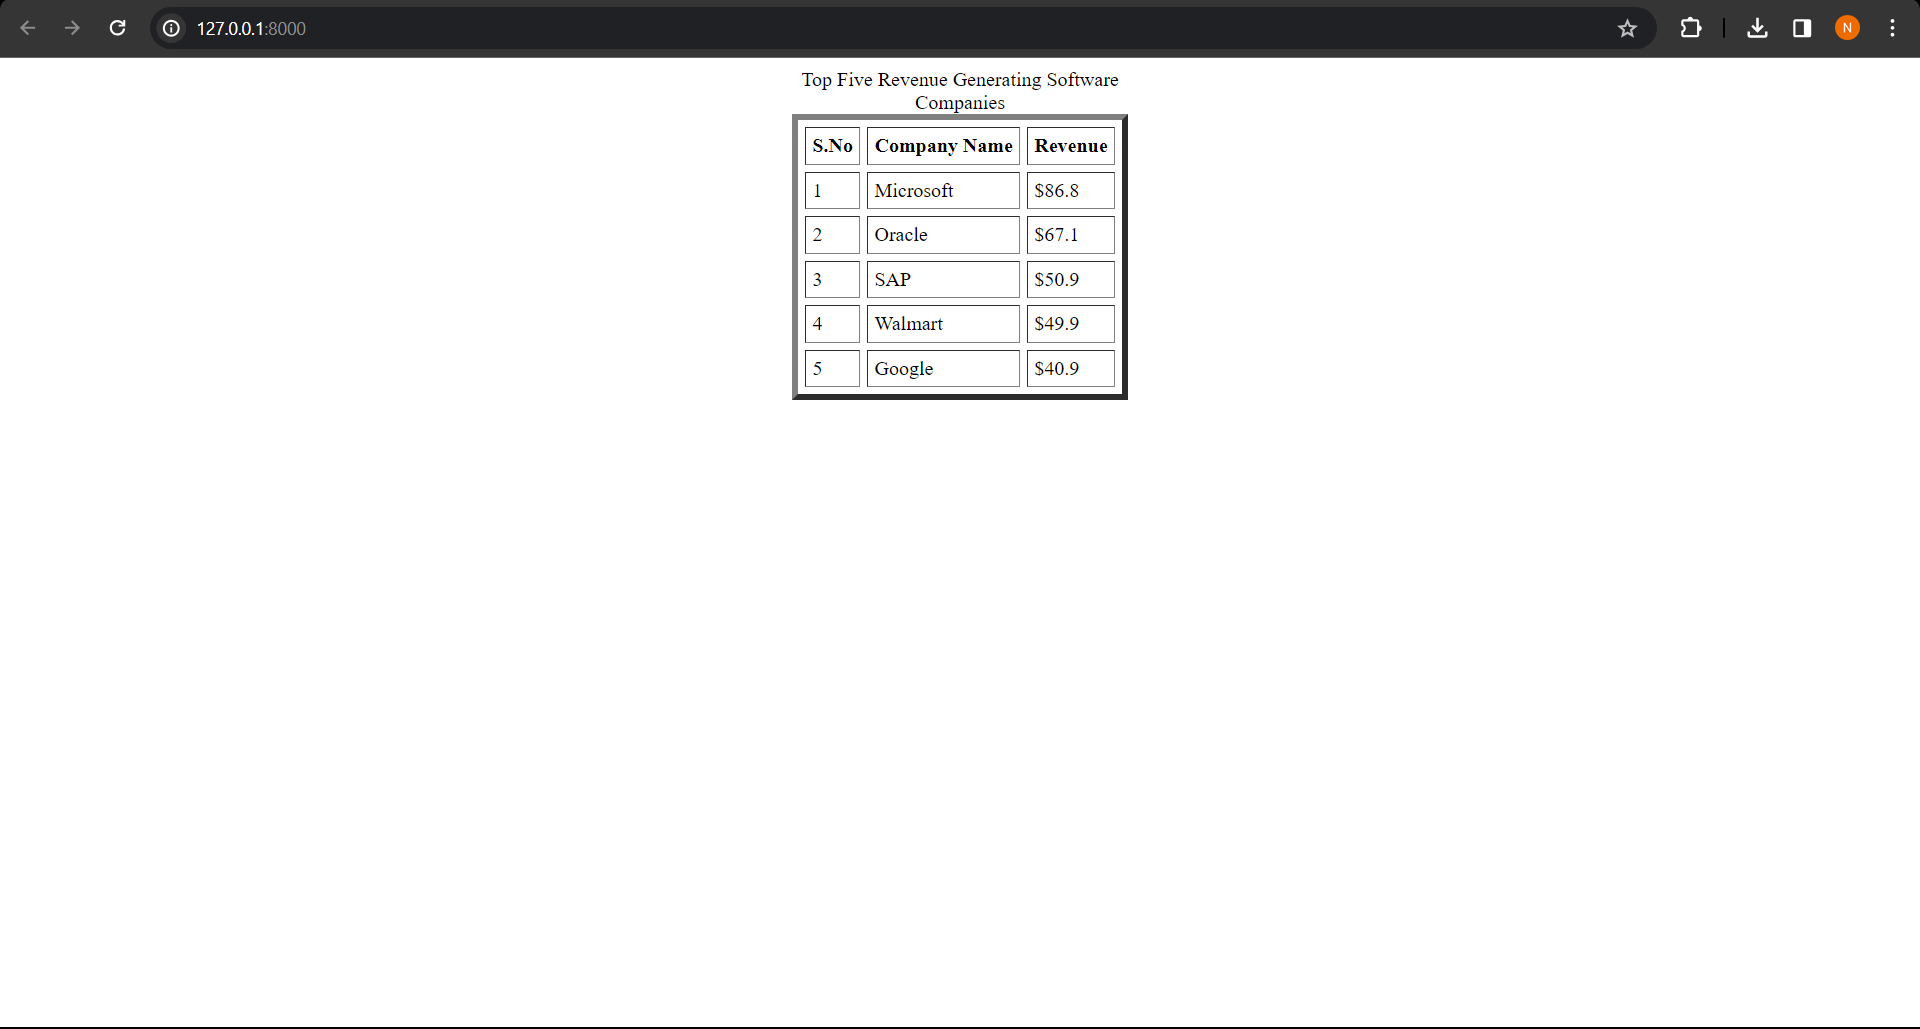 127.0.0.1:8000
N
Top Five Revenue Generating Software
Companies
S.No Company Name Revenue
1 Microsoft $86.8
2 Oracle $67.1
3 SAP $50.9
4 Walmart $49.9
5 Google $40.9